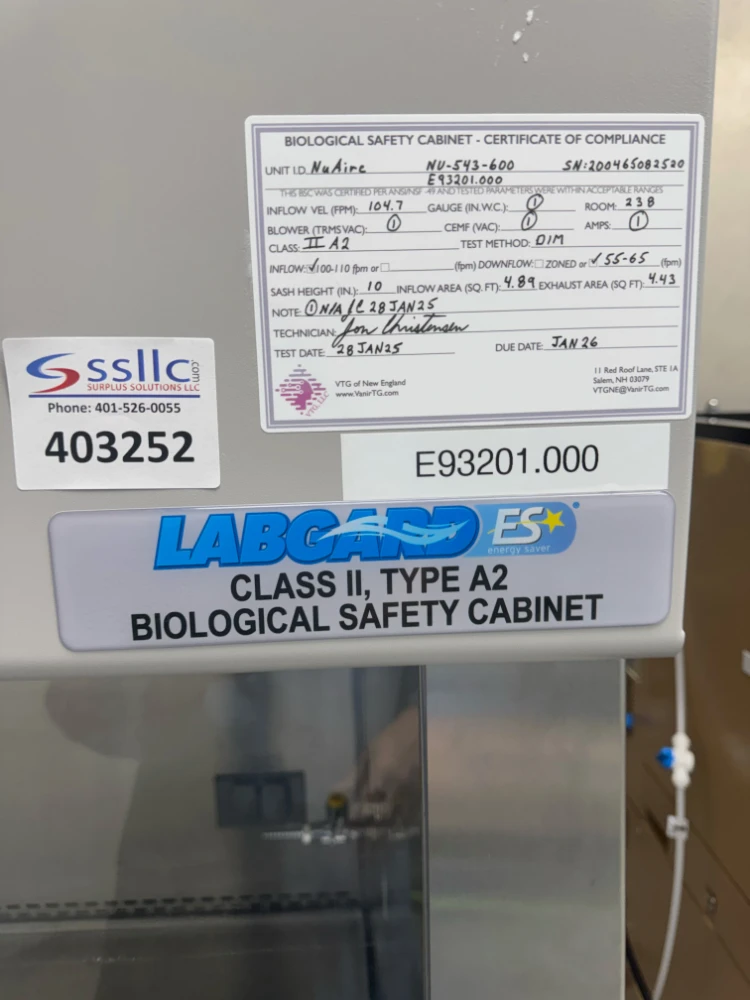 BIOLOGICAL SAFETY CABINET - CERTIFICATE OF COMPLIANCE
UNIT I.D. NuAire NU-543-600 SN:200465082520
E93201.000
THIS BSC WAS CERTIFIED PER ANSI/NSF -49 AND TESTED PARAMETERS WERE WITHIN ACCEPTABLE RANGES
INFLOW VEL (FPM): 104.7 GAUGE (IN.W.C.): ① ROOM: 238
BLOWER (TRMSVAC): ① CEMF (VAC): ① AMPS: ①
CLASS: II A2 TEST METHOD: DIM
INFLOW: ✓100-110 fpm or ☐ (fpm) DOWNFLOW: ☐ ZONED or ✓ 55-65 (fpm)
SASH HEIGHT (IN.): 10 INFLOW AREA (SQ. FT): 4.89 EXHAUST AREA (SQ FT): 4.43
NOTE: ① N/A JC 28JAN25
TECHNICIAN: Jon Christensen
TEST DATE: 28JAN25 DUE DATE: JAN 26
VTG, LLC
VTG of New England
www.VanirTG.com
11 Red Roof Lane, STE 1A
Salem, NH 03079
VTGNE@VanirTG.com
ssllc.com
SURPLUS SOLUTIONS LLC
Phone: 401-526-0055
403252
E93201.000
LABGARD ES
energy saver
CLASS II, TYPE A2
BIOLOGICAL SAFETY CABINET